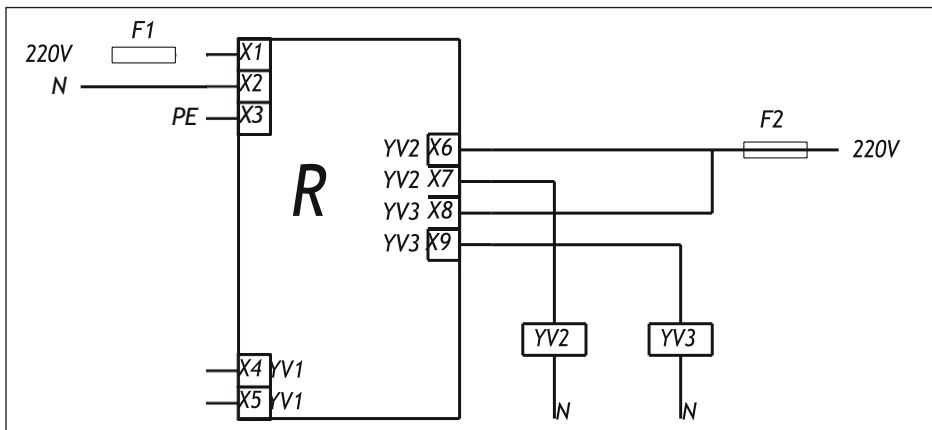 F1
220V
X1
N
X2
PE
X3
F2
YV2 X6
220V
YV2 X7
R
YV3 X8
YV3 X9
YV2
YV3
X4 YV1
X5 YV1
N
N